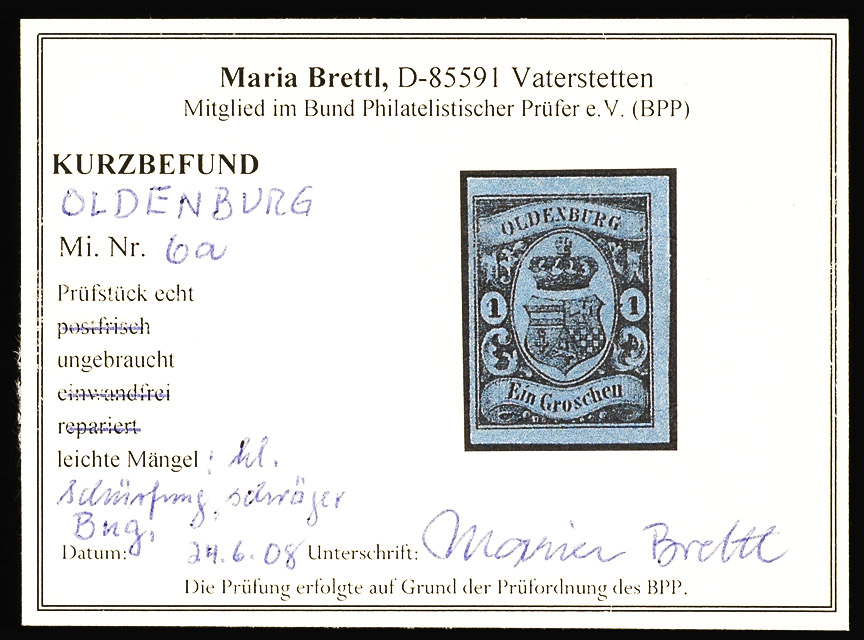 Maria Brettl, D-85591 Vaterstetten
Mitglied im Bund Philatelistischer Prüfer e.V. (BPP)
KURZBEFUND
OLDENBURG
Mi. Nr. 6a
Prüfstück echt
postfrisch
ungebraucht
einwandfrei
repariert
leichte Mängel : kl.
Schürfung, schräger
Bug,
Datum: 24.6.08 Unterschrift: Maria Brettl
Die Prüfung erfolgte auf Grund der Prüfordnung des BPP.
OLDENBURG
1 1
Ein Groschen